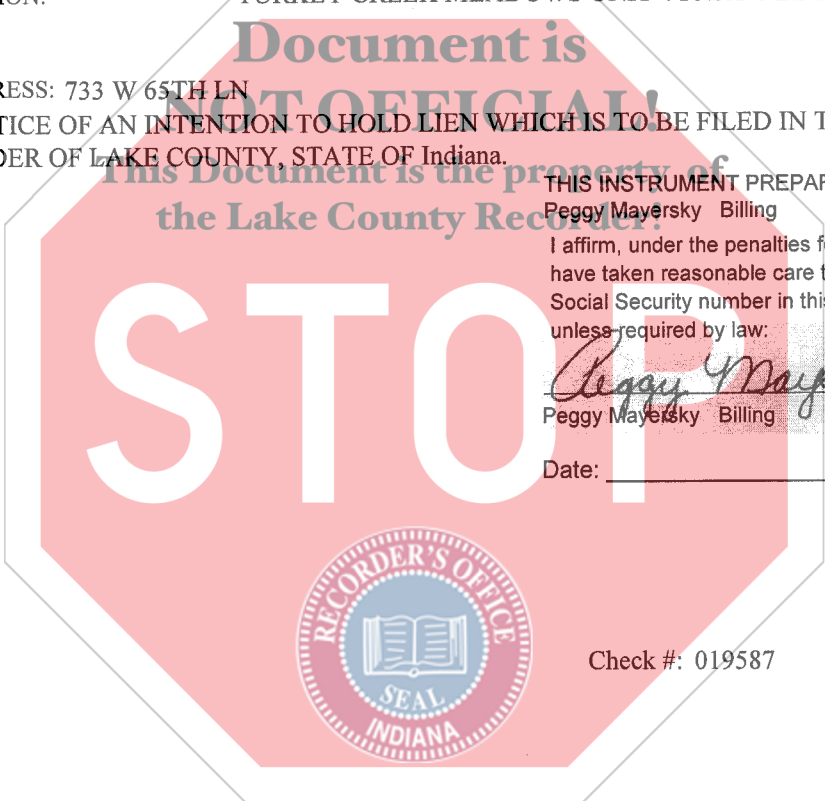 Document is
RESS: 733 W 65TH LN
NOT OFFICIAL!
TICE OF AN INTENTION TO HOLD LIEN WHICH IS TO BE FILED IN T
DER OF LAKE COUNTY, STATE OF Indiana.
This Document is the property of
the Lake County Recorder!
THIS INSTRUMENT PREPAR
Peggy Mayersky Billing
I affirm, under the penalties f
have taken reasonable care t
Social Security number in this
unless required by law:
Peggy Maye
Peggy Mayersky Billing
Date:
STOP
RECORDER'S OFFICE
SEAL
INDIANA
Check #: 019587